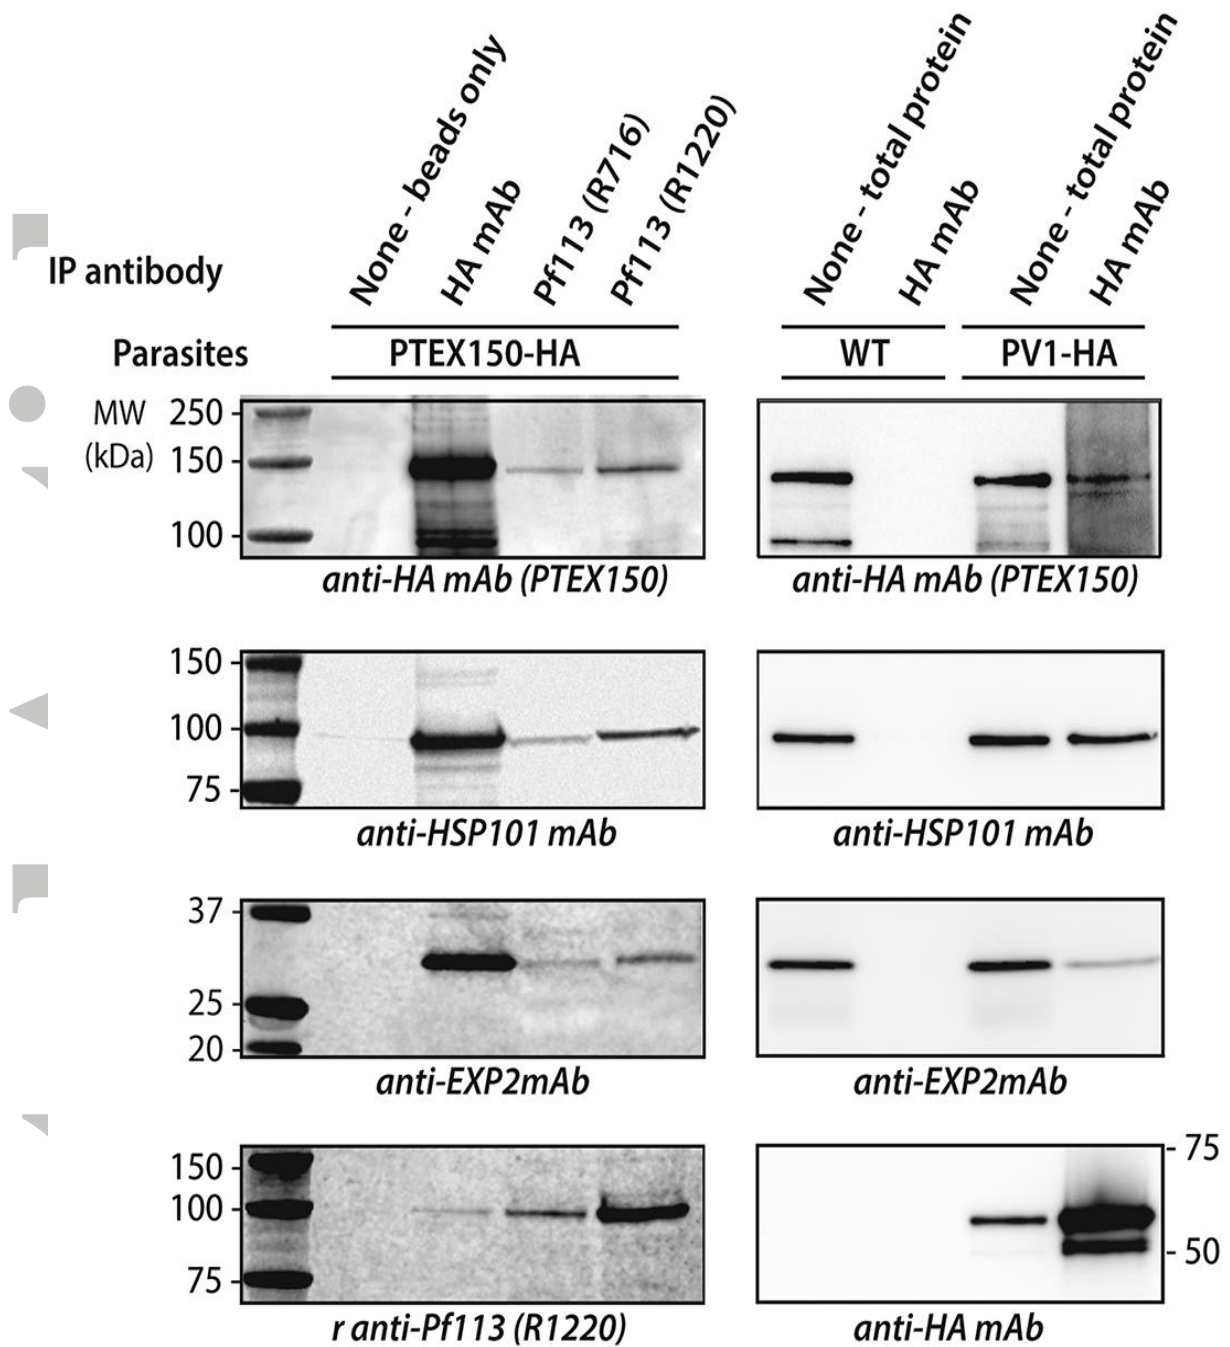 IP antibody
None - beads only
HA mAb
Pf113 (R716)
Pf113 (R1220)
None - total protein
HA mAb
None - total protein
HA mAb
Parasites
PTEX150-HA
WT
PV1-HA
MW
(kDa)
250
150
100
anti-HA mAb (PTEX150)
anti-HA mAb (PTEX150)
150
100
75
anti-HSP101 mAb
anti-HSP101 mAb
37
25
20
anti-EXP2mAb
anti-EXP2mAb
150
100
75
- 75
- 50
r anti-Pf113 (R1220)
anti-HA mAb